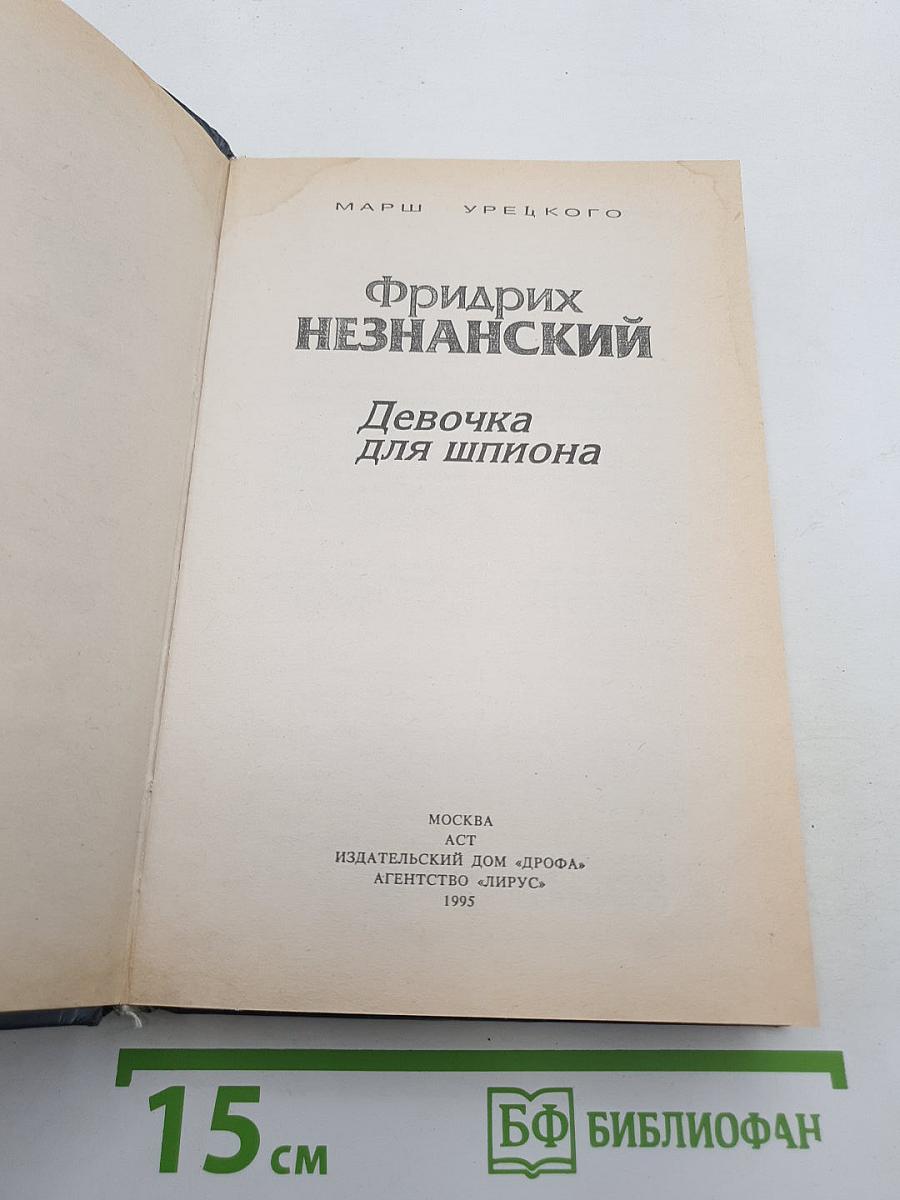 МАРШ УРЕЦКОГО
Фридрих
НЕЗНАНСКИЙ
Девочка
для шпиона
МОСКВА
АСТ
ИЗДАТЕЛЬСКИЙ ДОМ «ДРОФА»
АГЕНТСТВО «ЛИРУС»
1995
15 см
БФ БИБЛИОФАН